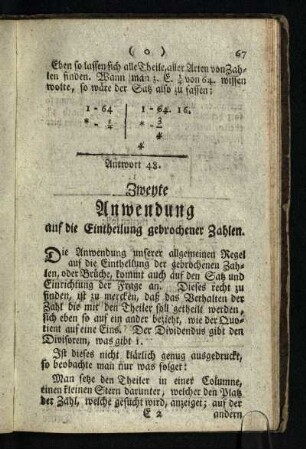 ( o ) 67
Eben so lassen sich alle Theile aller Arten von Zah-
len finden. Wann man z. E. ¾ von 64. wissen
wolte, so wäre der Satz also zu fassen:
1 - 64 | 1 - 64. 16.
* - ¾ | * - 3
4
4
Antwort 48.
Zweyte
Anwendung
auf die Eintheilung gebrochener Zahlen.
Die Anwendung unserer allgemeinen Regel
auf die Eintheilung der gebrochenen Zah-
len, oder Brüche, kommt auch auf den Satz und
Einrichtung der Frage an. Dieses recht zu
finden, ist zu mercken, daß das Verhalten der
Zahl die mit den Theiler soll getheilt werden,
sich eben so auf ein ander bezieht, wie der Quo-
tient auf eine Eins. Der Dividendus gibt den
Divisorem, was gibt 1.
Ist dieses nicht klärlich genug ausgedruckt,
so beobachte man nur was folget:
Man setze den Theiler in einer Columne,
einen kleinen Stern darunter, welcher den Platz
der Zahl, welche gesucht wird, anzeiget; auf der
E 2 andern